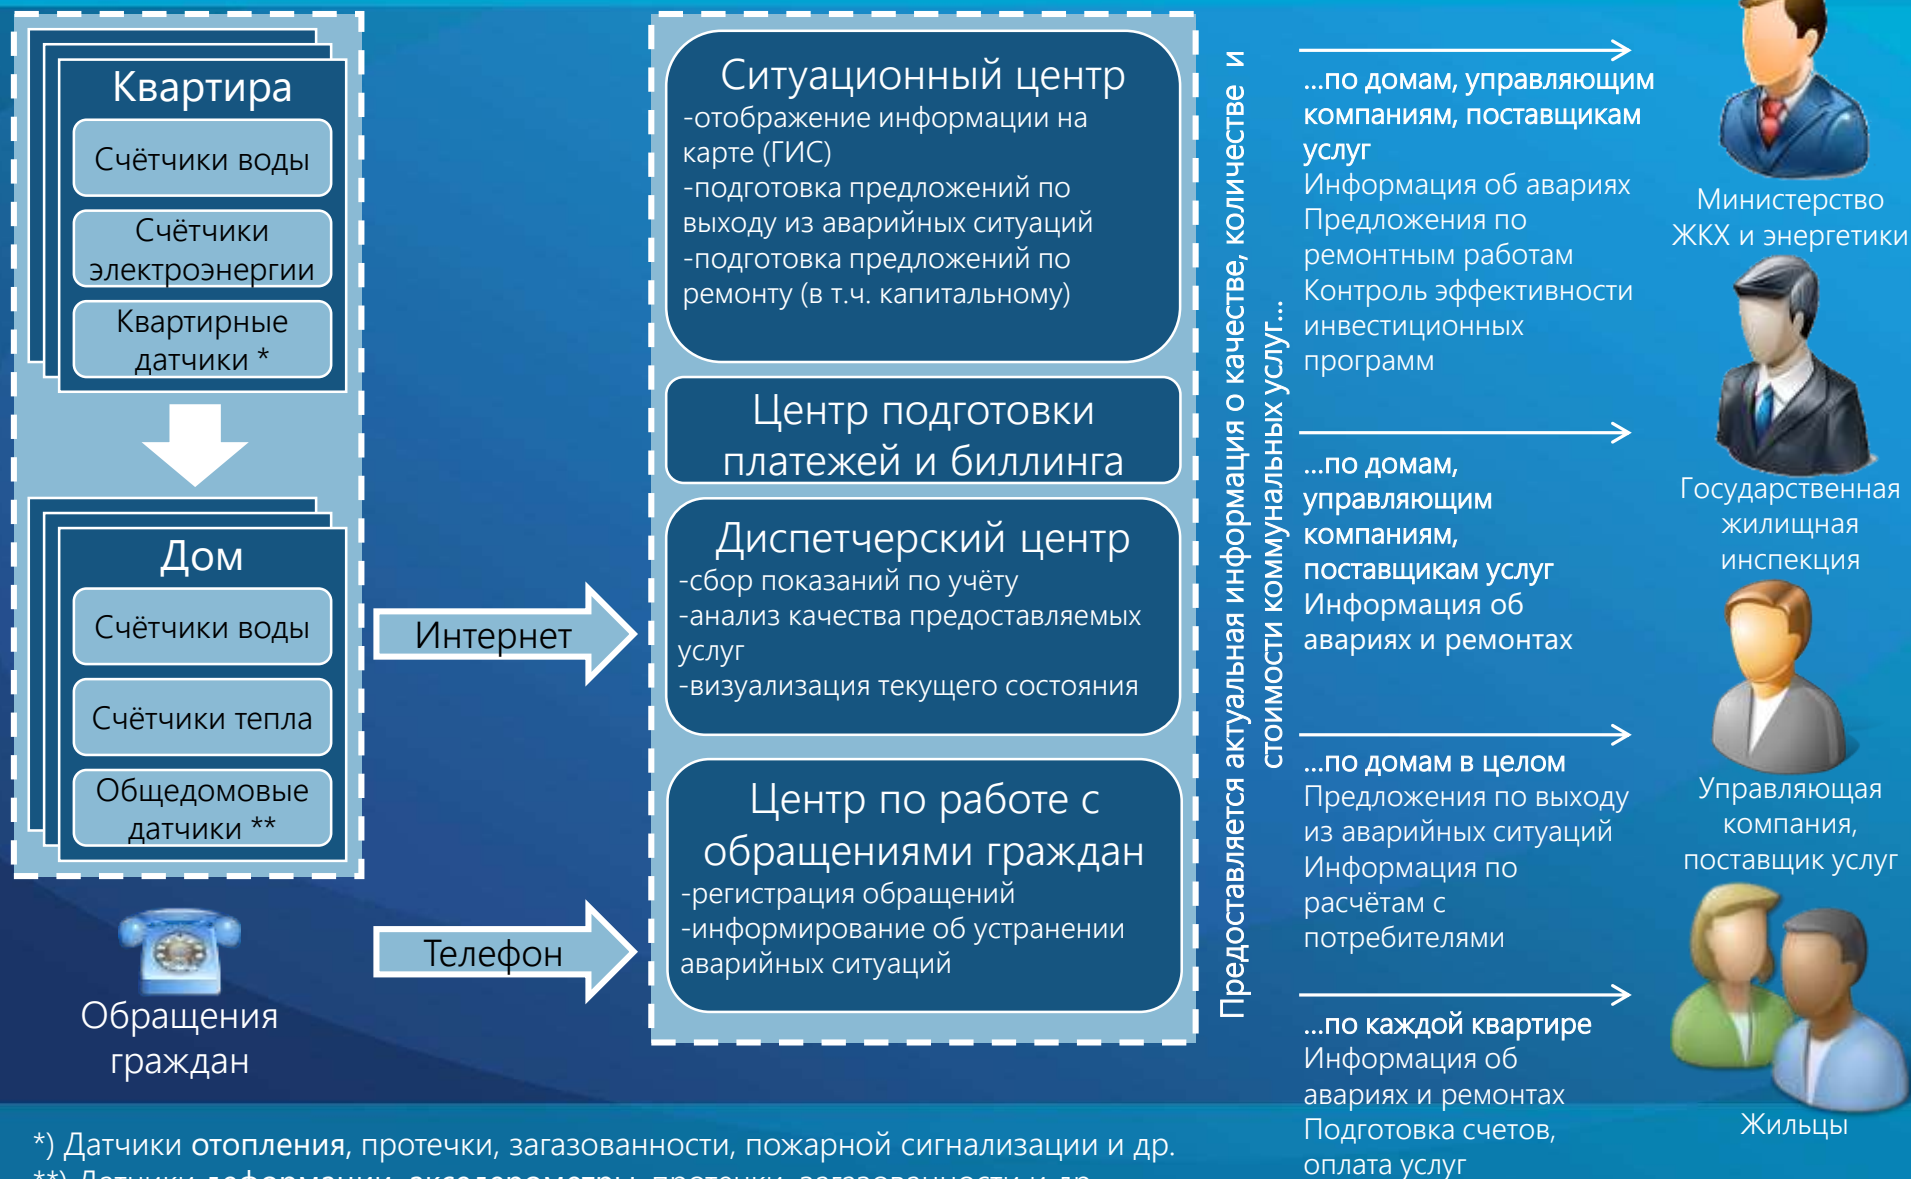 Квартира
Счётчики воды
Счётчики
электроэнергии
Квартирные
датчики *
Дом
Счётчики воды
Счётчики тепла
Общедомовые
датчики **
Обращения
граждан
Интернет
Телефон
Ситуационный центр
-отображение информации на
карте (ГИС)
-подготовка предложений по
выходу из аварийных ситуаций
-подготовка предложений по
ремонту (в т.ч. капитальному)
Центр подготовки
платежей и биллинга
Диспетчерский центр
-сбор показаний по учёту
-анализ качества предоставляемых
услуг
-визуализация текущего состояния
Центр по работе с
обращениями граждан
-регистрация обращений
-информирование об устранении
аварийных ситуаций
Предоставляется актуальная информация о качестве, количестве и
стоимости коммунальных услуг...
...по домам, управляющим
компаниям, поставщикам
услуг
Информация об авариях
Предложения по
ремонтным работам
Контроль эффективности
инвестиционных
программ
...по домам,
управляющим
компаниям,
поставщикам услуг
Информация об
авариях и ремонтах
...по домам в целом
Предложения по выходу
из аварийных ситуаций
Информация по
расчётам с
потребителями
...по каждой квартире
Информация об
авариях и ремонтах
Подготовка счетов,
оплата услуг
Министерство
ЖКХ и энергетики
Государственная
жилищная
инспекция
Управляющая
компания,
поставщик услуг
Жильцы
*) Датчики отопления, протечки, загазованности, пожарной сигнализации и др.
**) Датчики деформации, акселерометры, протечки, загазованности и др.